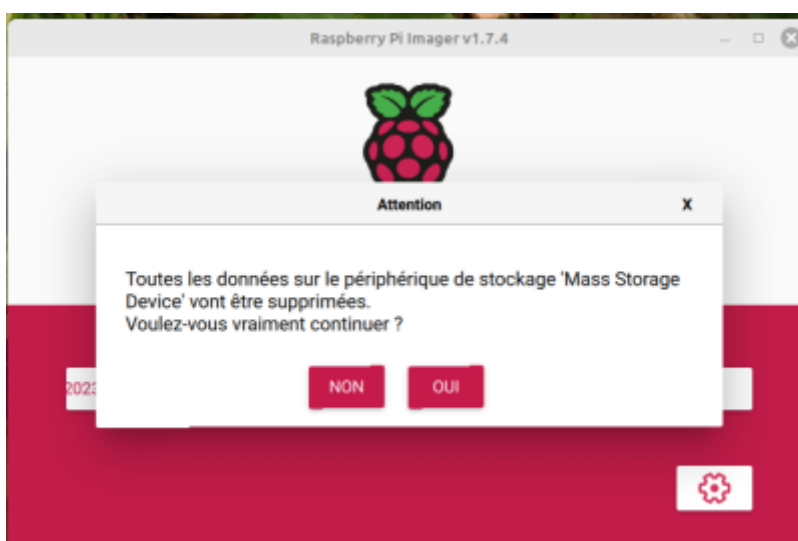 Raspberry Pi Imager v1.7.4
Attention
X
Toutes les données sur le périphérique de stockage 'Mass Storage
Device' vont être supprimées.
Voulez-vous vraiment continuer ?
2023
NON
OUI